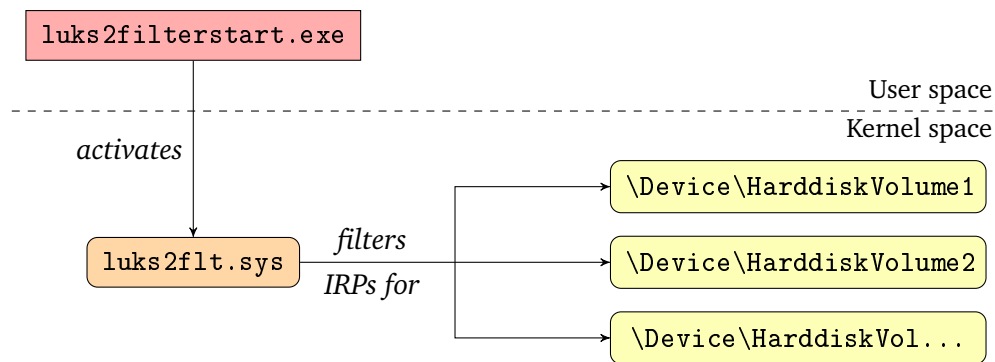 luks2filterstart.exe
User space
Kernel space
activates
\Device\HarddiskVolume1
filters
luks2flt.sys
IRPs for
\Device\HarddiskVolume2
\Device\HarddiskVol...